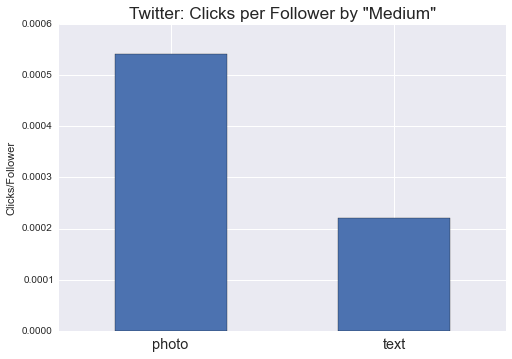 Twitter: Clicks per Follower by "Medium"
0.0006
0.0005
0.0004
0.0003
0.0002
0.0001
0.0000
Clicks/Follower
photo
text